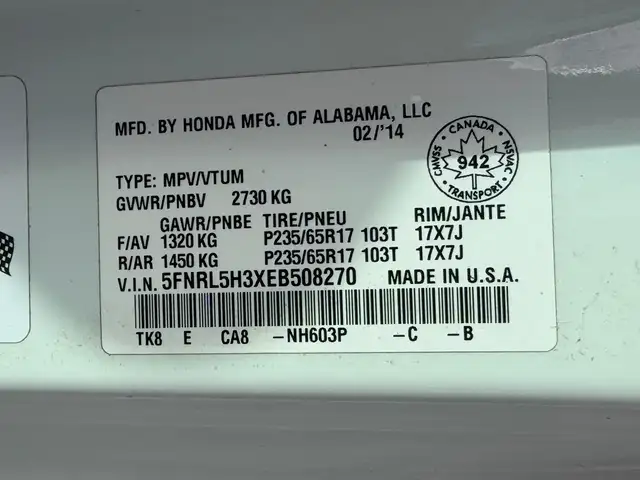 MFD. BY HONDA MFG. OF ALABAMA, LLC
02/'14
CANADA
CMVSS 942 NSVAC
TRANSPORT
TYPE: MPV/VTUM
GVWR/PNBV 2730 KG
GAWR/PNBE TIRE/PNEU RIM/JANTE
F/AV 1320 KG P235/65R17 103T 17X7J
R/AR 1450 KG P235/65R17 103T 17X7J
V.I.N. 5FNRL5H3XEB508270 MADE IN U.S.A.
TK8 E CA8 -NH603P -C -B